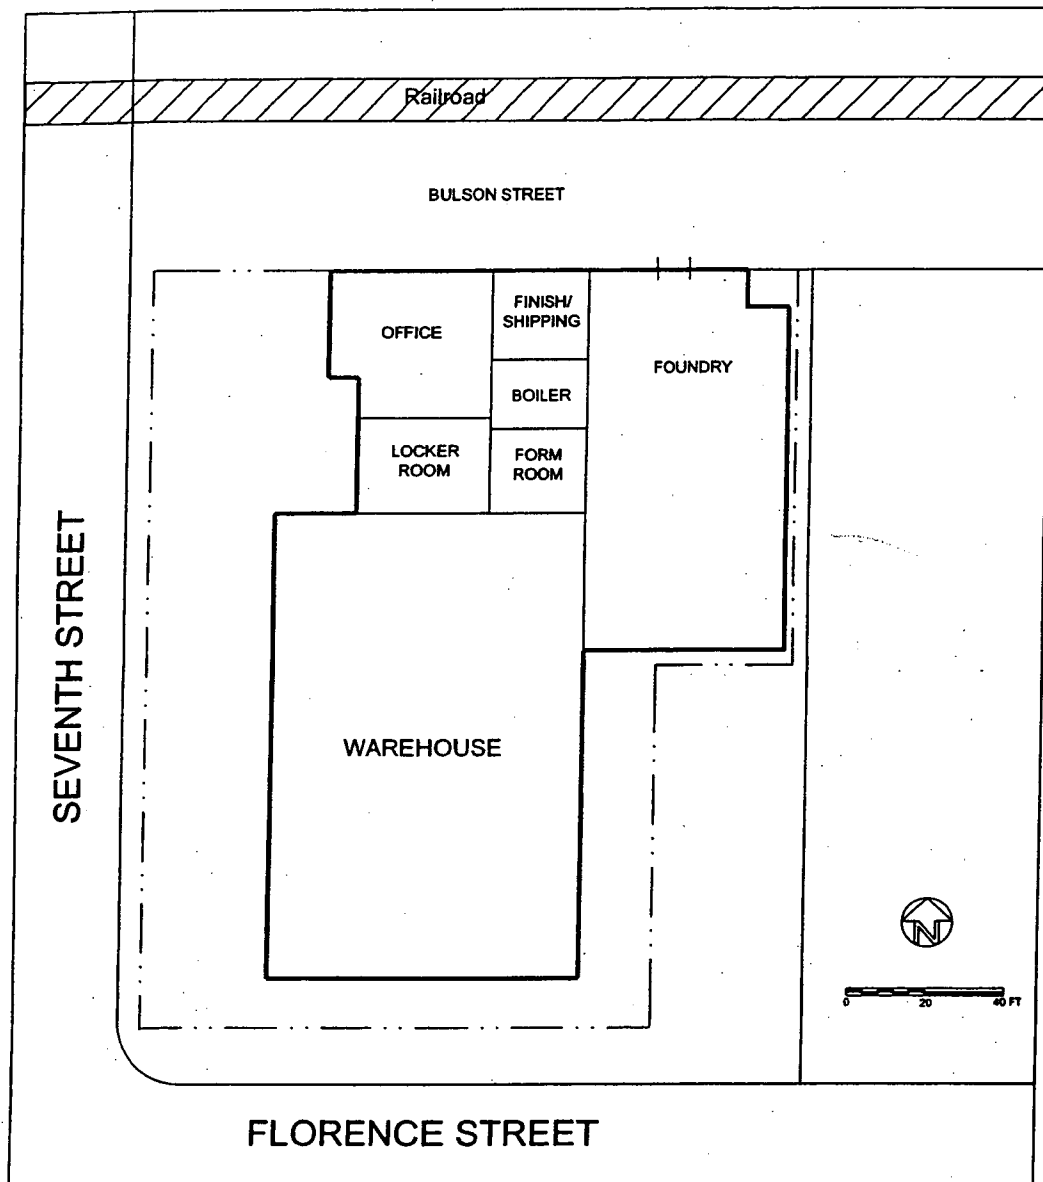 Railroad
BULSON STREET
FINISH/
SHIPPING
OFFICE
FOUNDRY
BOILER
LOCKER
ROOM
FORM
ROOM
SEVENTH STREET
WAREHOUSE
N
0 20 40 FT
FLORENCE STREET